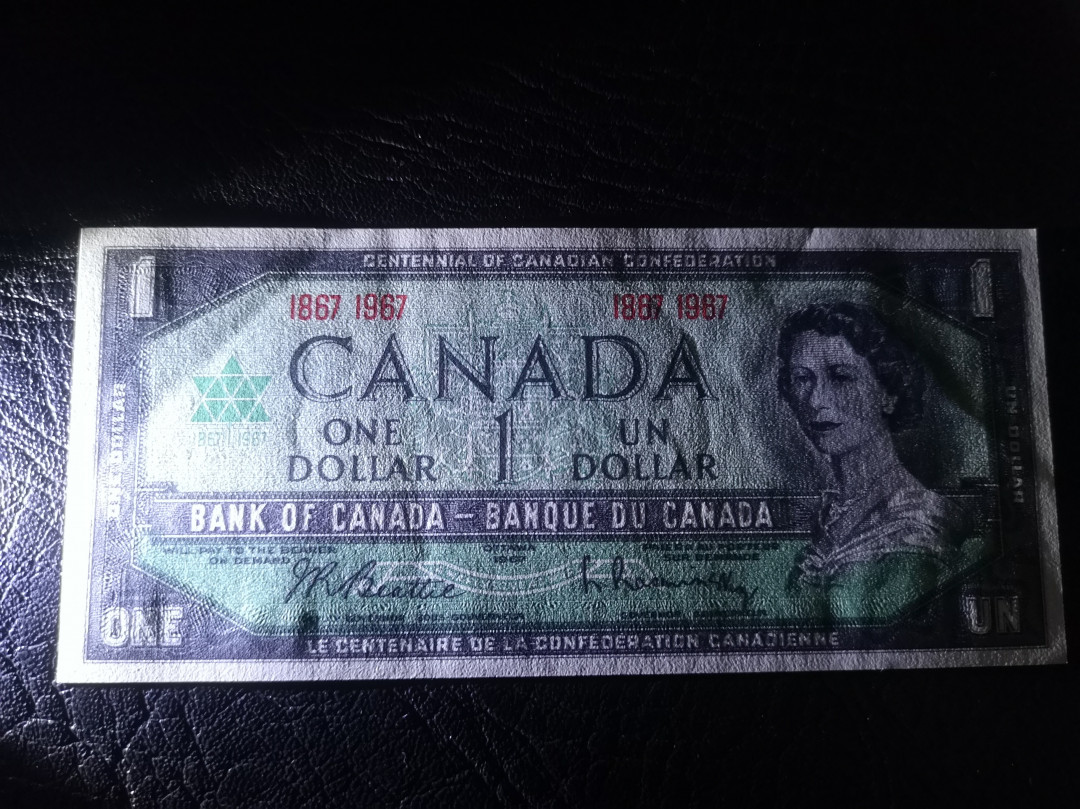 1 1
CENTENNIAL OF CANADIAN CONFEDERATION
1867 1967 1867 1967
CANADA
1867 1967
ONE 1 UN
DOLLAR DOLLAR
UN DOLLAR
BANK OF CANADA – BANQUE DU CANADA
WILL PAY TO THE BEARER
ON DEMAND
ONE UN
LE CENTENAIRE DE LA CONFÉDÉRATION CANADIENNE